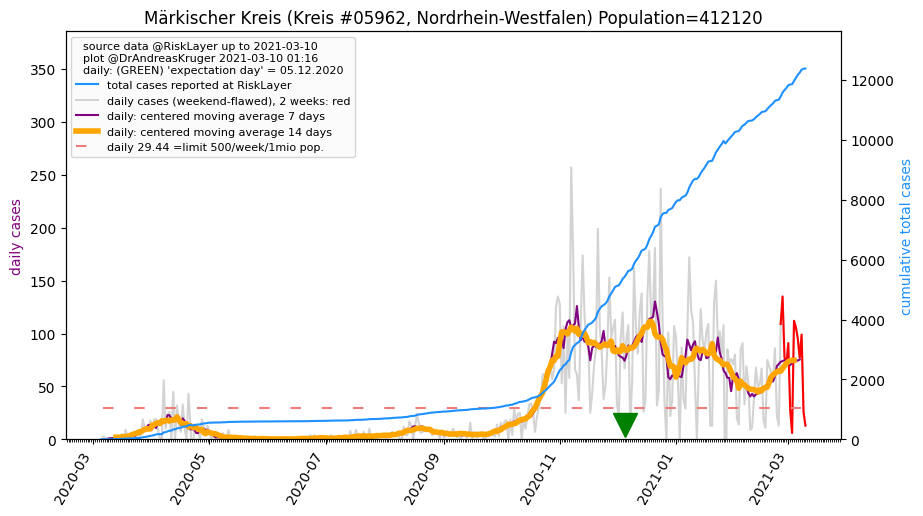 Märkischer Kreis (Kreis #05962, Nordrhein-Westfalen) Population=412120
source data @RiskLayer up to 2021-03-10
plot @DrAndreasKruger 2021-03-10 01:16
daily: (GREEN) 'expectation day' = 05.12.2020
total cases reported at RiskLayer
daily cases (weekend-flawed), 2 weeks: red
daily: centered moving average 7 days
daily: centered moving average 14 days
daily 29.44 =limit 500/week/1mio pop.
daily cases
350
300
250
200
150
100
50
0
cumulative total cases
12000
10000
8000
6000
4000
2000
0
2020-03
2020-05
2020-07
2020-09
2020-11
2021-01
2021-03